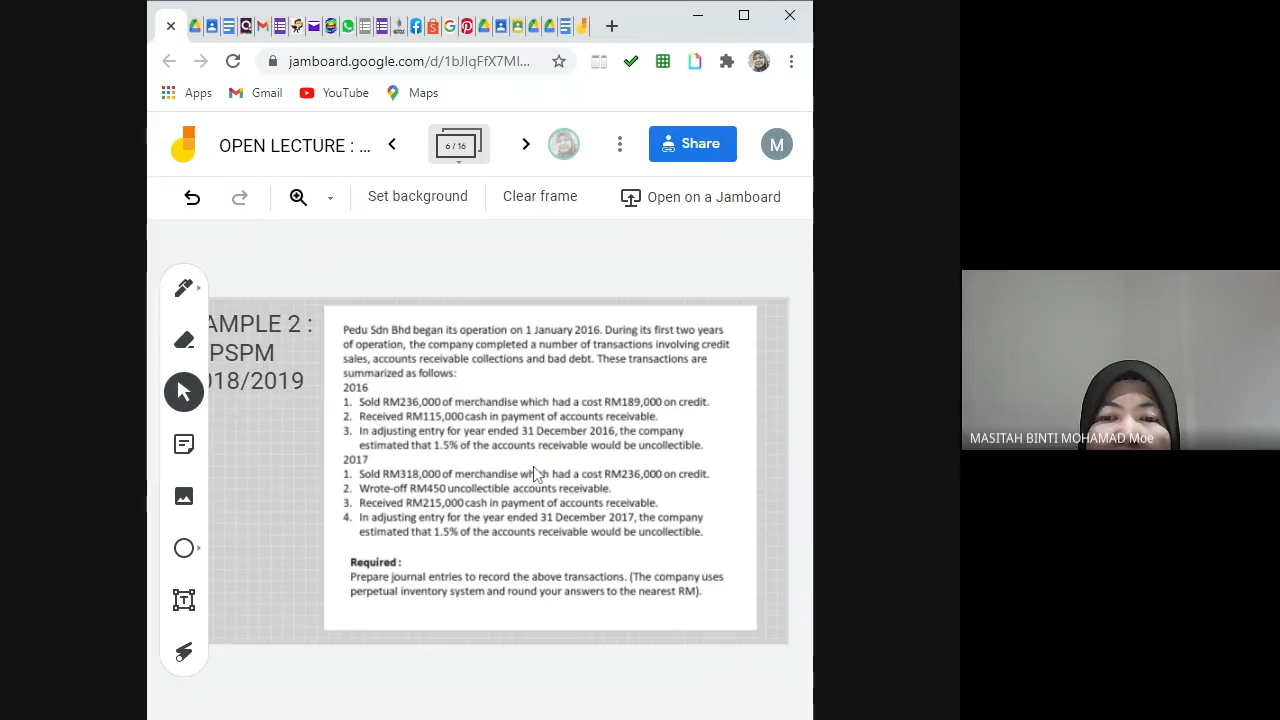 jamboard.google.com/d/1bJIqFfX7MI...
Apps
Gmail
YouTube
Maps
OPEN LECTURE : ...
6 / 16
Share
M
Set background
Clear frame
Open on a Jamboard
AMPLE 2 :
PSPM
018/2019
Pedu Sdn Bhd began its operation on 1 January 2016. During its first two years
of operation, the company completed a number of transactions involving credit
sales, accounts receivable collections and bad debt. These transactions are
summarized as follows:
2016
1. Sold RM236,000 of merchandise which had a cost RM189,000 on credit.
2. Received RM115,000 cash in payment of accounts receivable.
3. In adjusting entry for year ended 31 December 2016, the company
estimated that 1.5% of the accounts receivable would be uncollectible.
2017
1. Sold RM318,000 of merchandise which had a cost RM236,000 on credit.
2. Wrote-off RM450 uncollectible accounts receivable.
3. Received RM215,000 cash in payment of accounts receivable.
4. In adjusting entry for the year ended 31 December 2017, the company
estimated that 1.5% of the accounts receivable would be uncollectible.
Required :
Prepare journal entries to record the above transactions. (The company uses
perpetual inventory system and round your answers to the nearest RM).
MASITAH BINTI MOHAMAD Moe